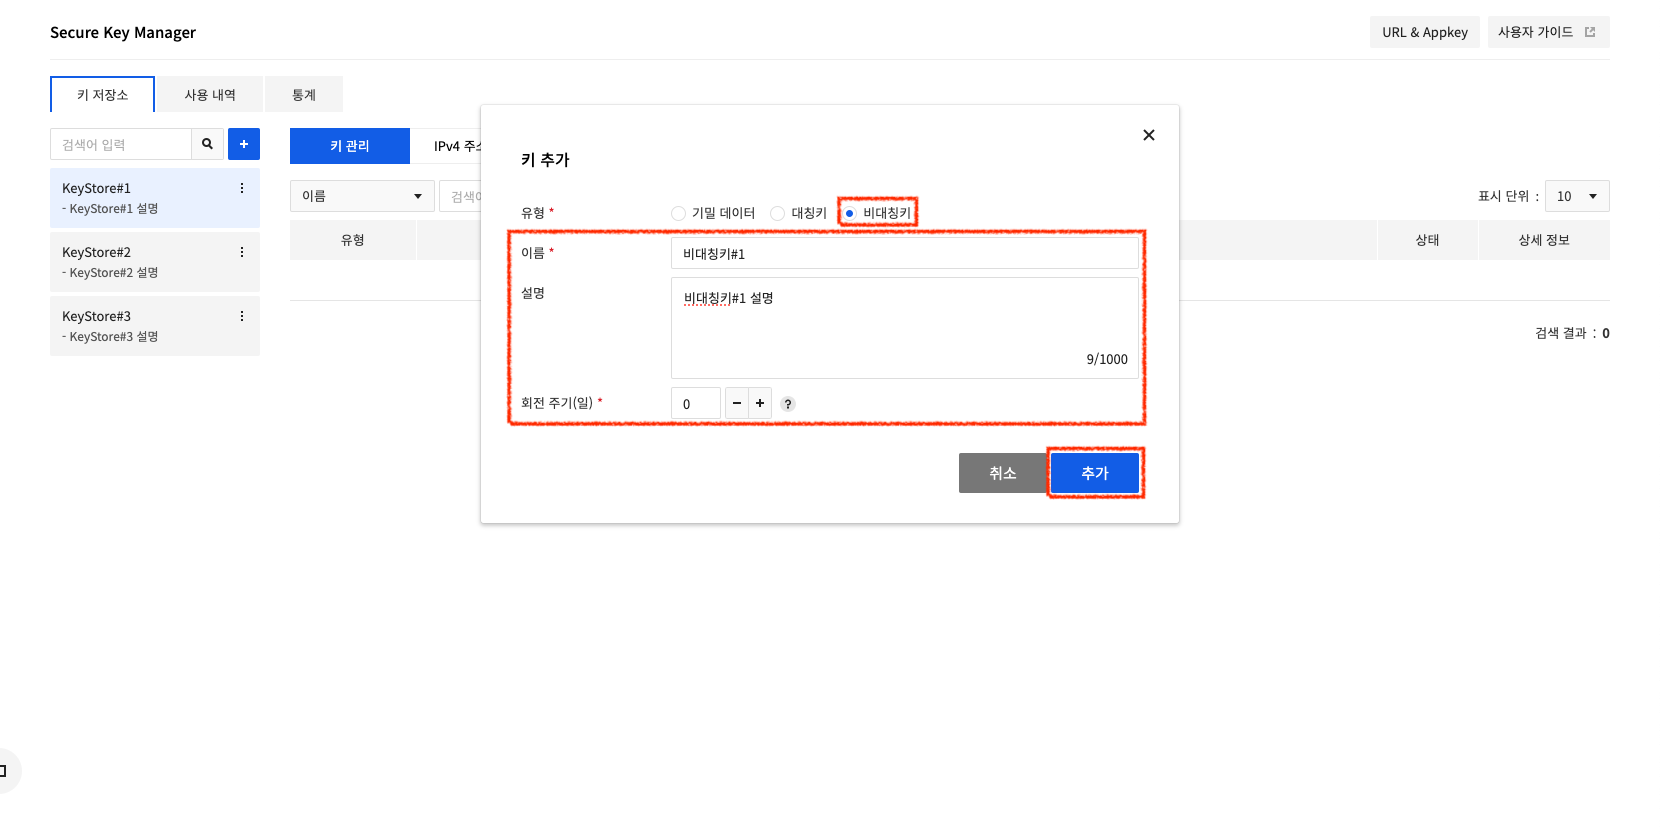 Secure Key Manager
URL & Appkey
사용자 가이드
키 저장소
사용 내역
통계
검색어 입력
+
KeyStore#1
- KeyStore#1 설명
KeyStore#2
- KeyStore#2 설명
KeyStore#3
- KeyStore#3 설명
키 관리
IPv4 주소
이름
검색어
표시 단위 : 10
유형
상태
상세 정보
검색 결과 : 0
키 추가
유형 *
기밀 데이터
대칭키
비대칭키
이름 *
비대칭키#1
설명
비대칭키#1 설명
9/1000
회전 주기(일) *
0
− + ?
취소
추가